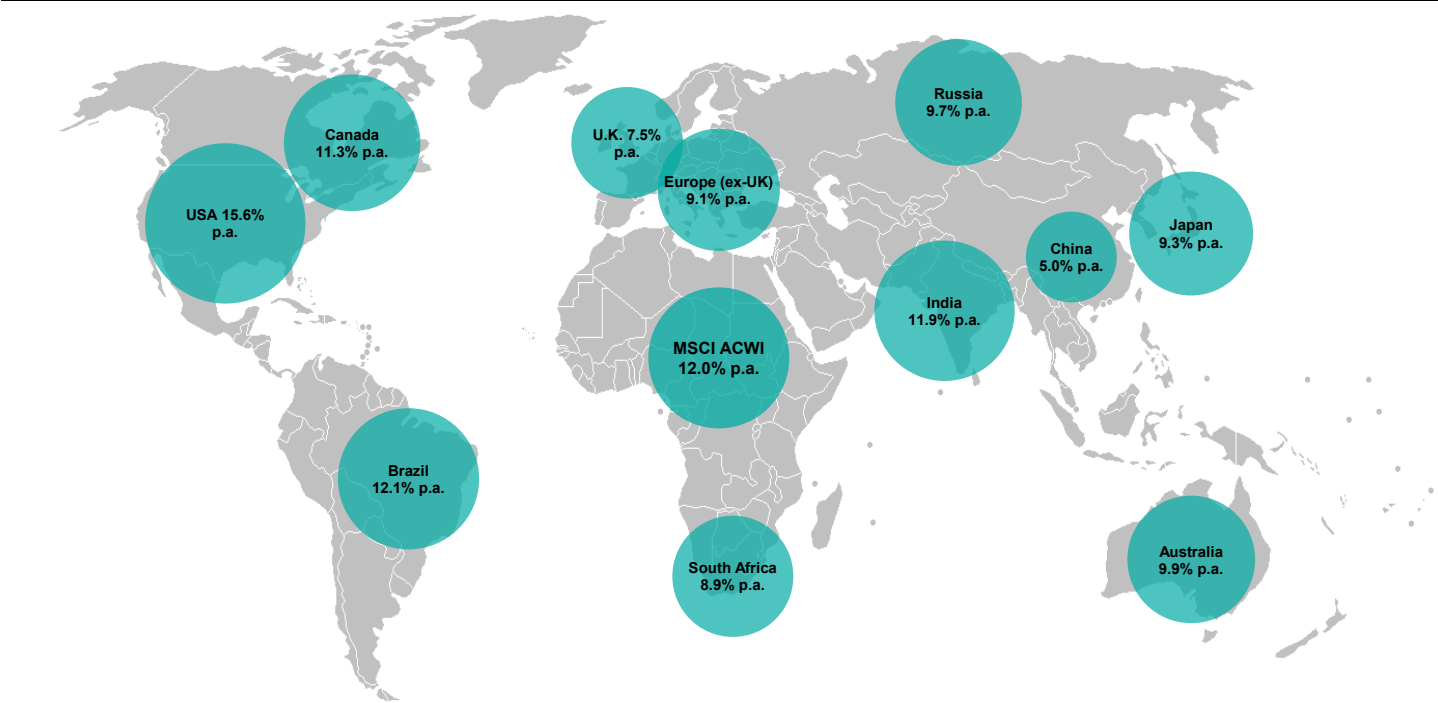 Russia
9.7% p.a.
Canada
11.3% p.a.
U.K. 7.5%
p.a.
Europe (ex-UK)
9.1% p.a.
USA 15.6%
p.a.
Japan
9.3% p.a.
China
5.0% p.a.
India
11.9% p.a.
MSCI ACWI
12.0% p.a.
Brazil
12.1% p.a.
South Africa
8.9% p.a.
Australia
9.9% p.a.